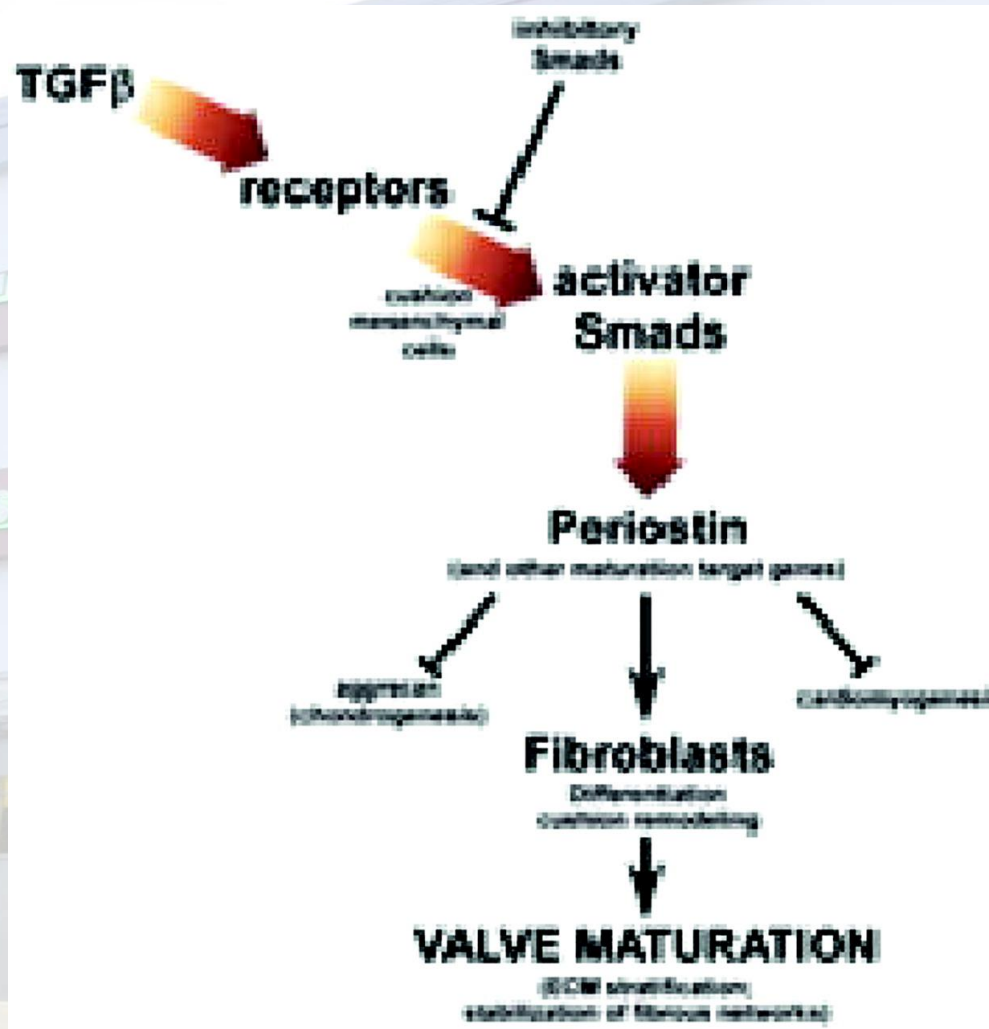 inhibitory
Smads
TGFβ
receptors
activator
Smads
cushion
mesenchymal
cells
Periostin
(and other maturation target genes)
aggrecan
(chondrogenesis)
cardiomyogenesis
Fibroblasts
Differentiation
cushion remodeling
VALVE MATURATION
(ECM stratification;
stabilization of fibrous networks)